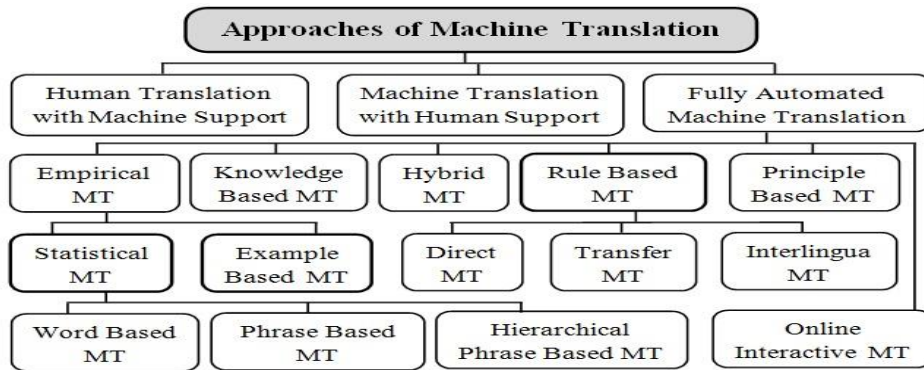 Approaches of Machine Translation
Human Translation
with Machine Support
Machine Translation
with Human Support
Fully Automated
Machine Translation
Empirical
MT
Knowledge
Based MT
Hybrid
MT
Rule Based
MT
Principle
Based MT
Statistical
MT
Example
Based MT
Direct
MT
Transfer
MT
Interlingua
MT
Word Based
MT
Phrase Based
MT
Hierarchical
Phrase Based MT
Online
Interactive MT